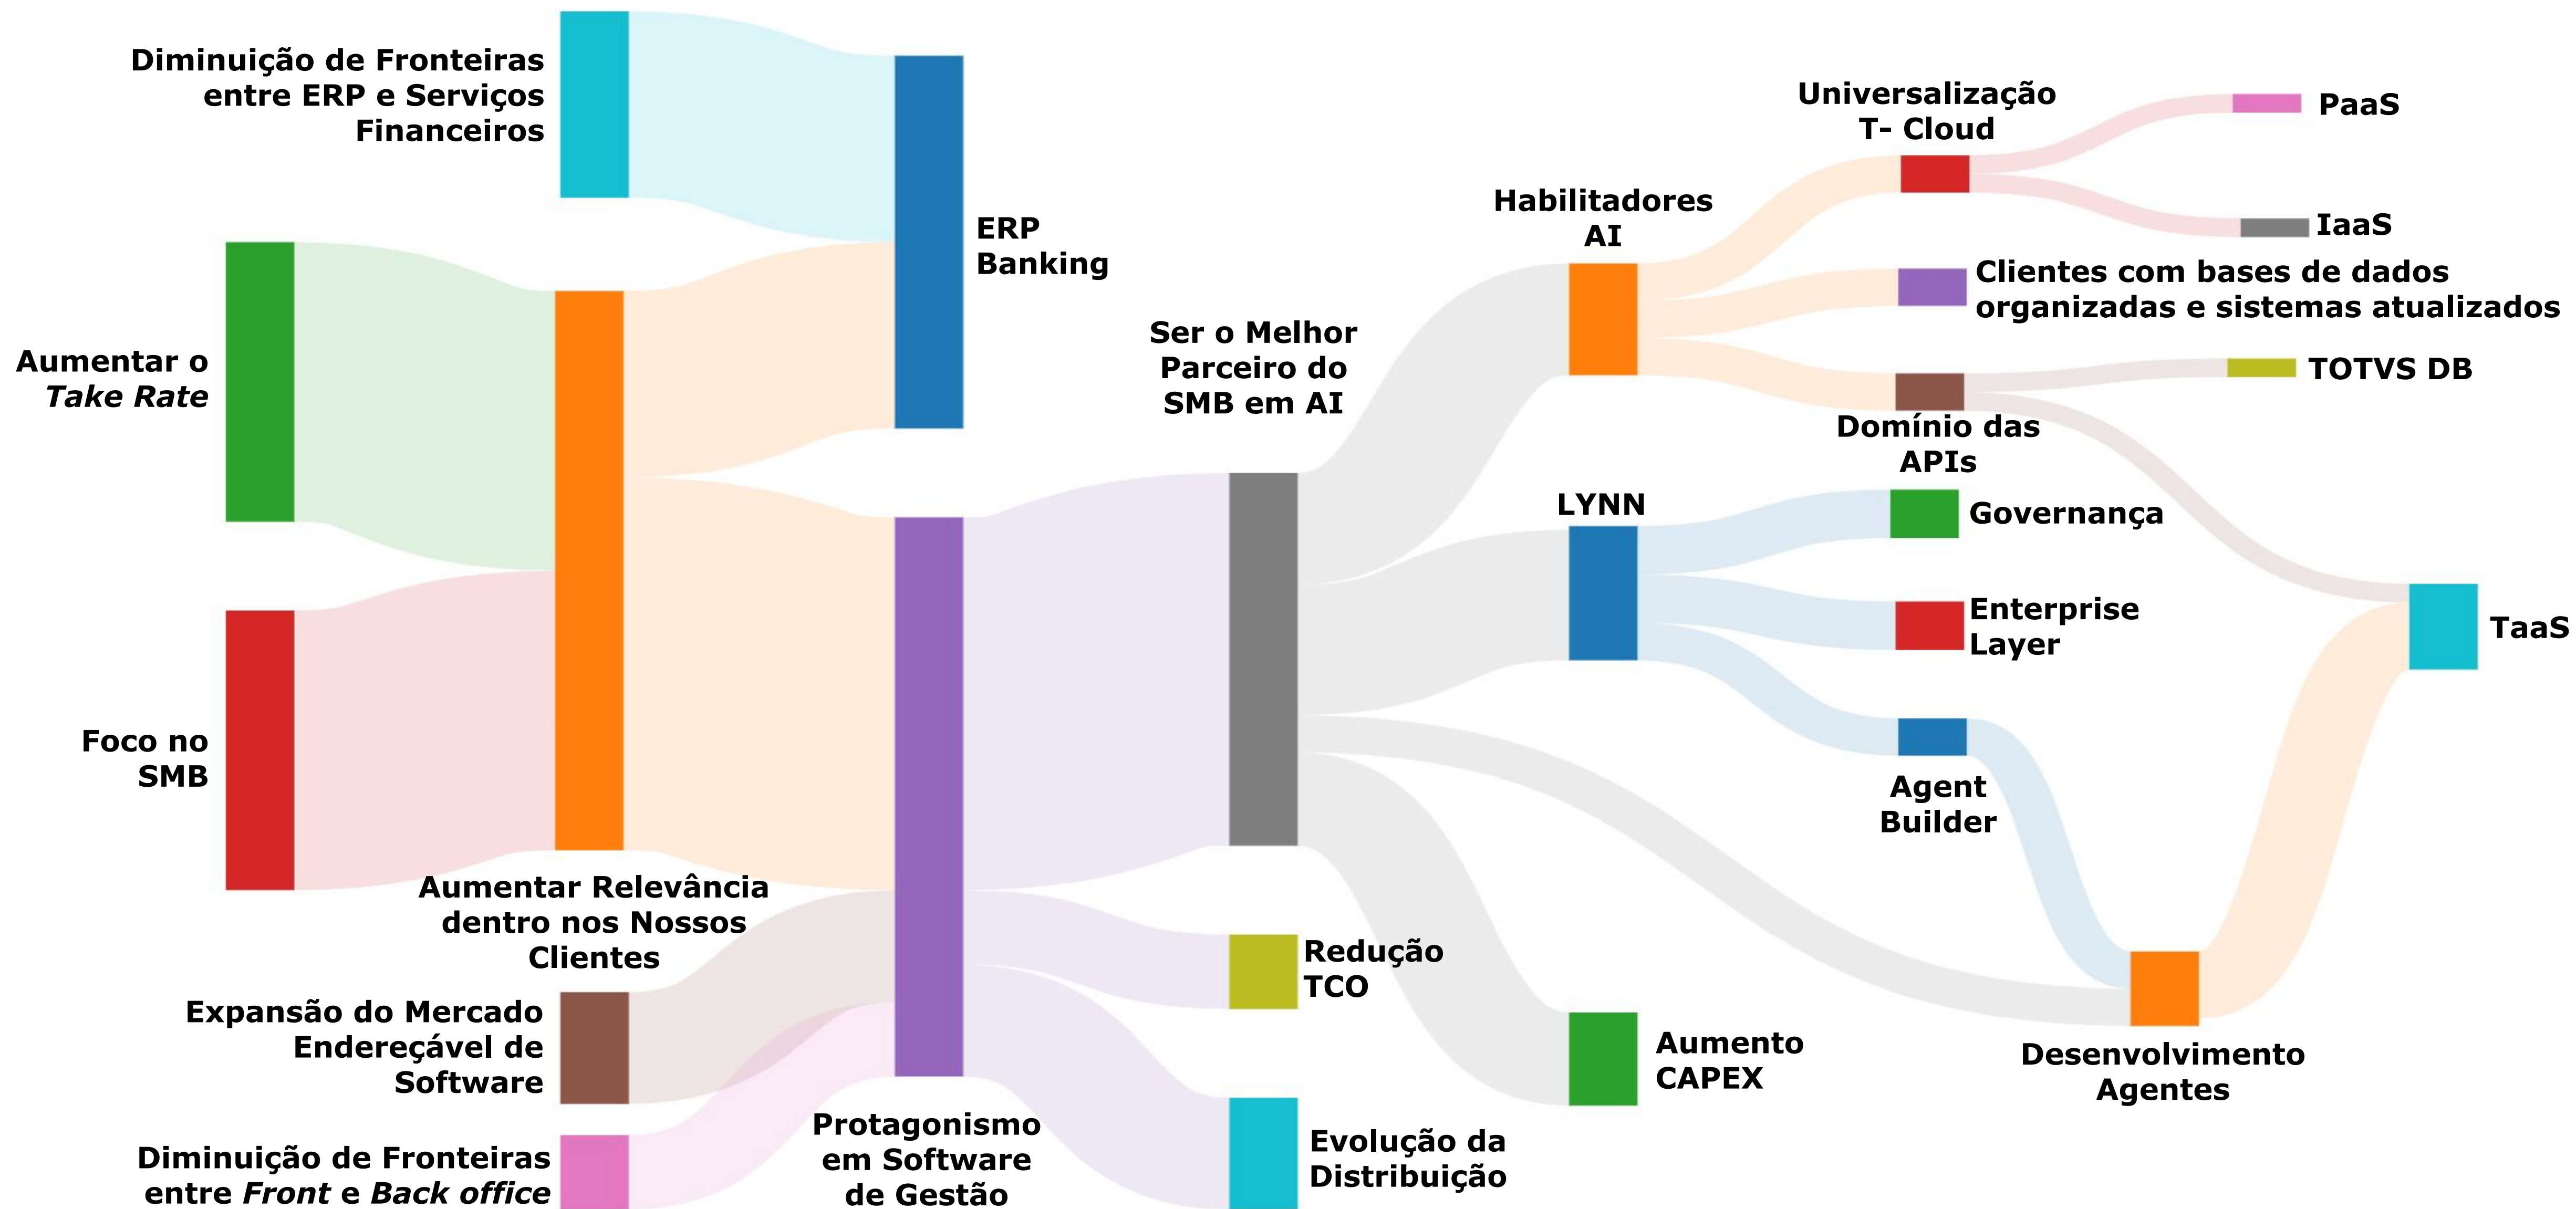 Diminuição de Fronteiras
entre ERP e Serviços
Financeiros
Aumentar o
Take Rate
Foco no
SMB
Aumentar Relevância
dentro nos Nossos
Clientes
Expansão do Mercado
Endereçável de
Software
Diminuição de Fronteiras
entre Front e Back office
ERP
Banking
Protagonismo
em Software
de Gestão
Ser o Melhor
Parceiro do
SMB em AI
Redução
TCO
Evolução da
Distribuição
Habilitadores
AI
LYNN
Aumento
CAPEX
Universalização
T- Cloud
Clientes com bases de dados
organizadas e sistemas atualizados
Domínio das
APIs
Governança
Enterprise
Layer
Agent
Builder
Desenvolvimento
Agentes
PaaS
IaaS
TOTVS DB
TaaS